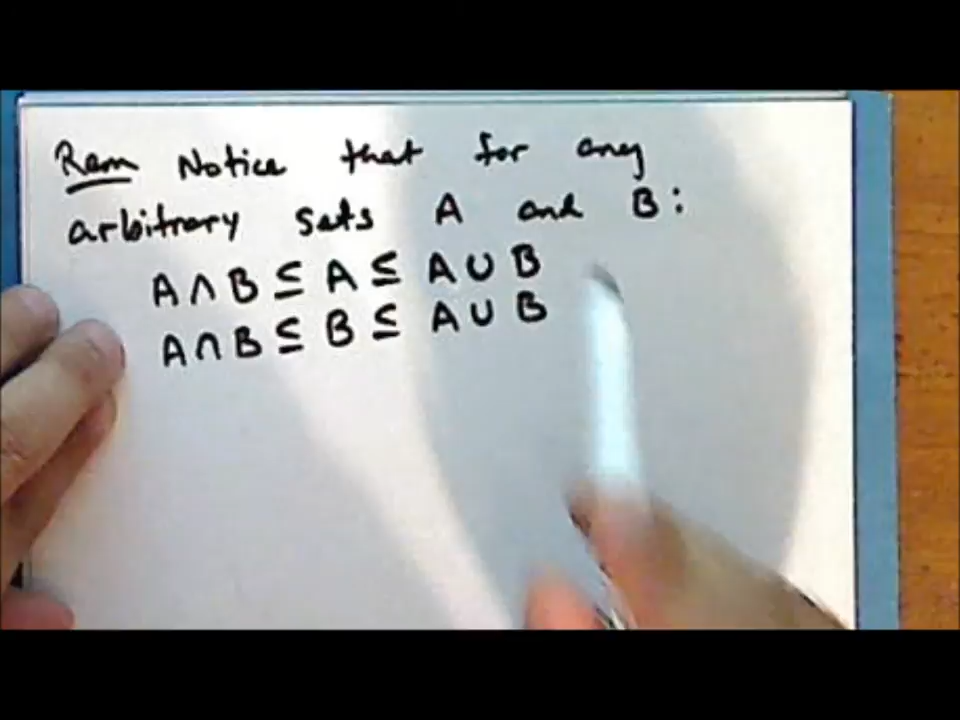 Rem Notice that for any
arbitrary sets A and B:
A ∩ B ⊆ A ⊆ A ∪ B
A ∩ B ⊆ B ⊆ A ∪ B